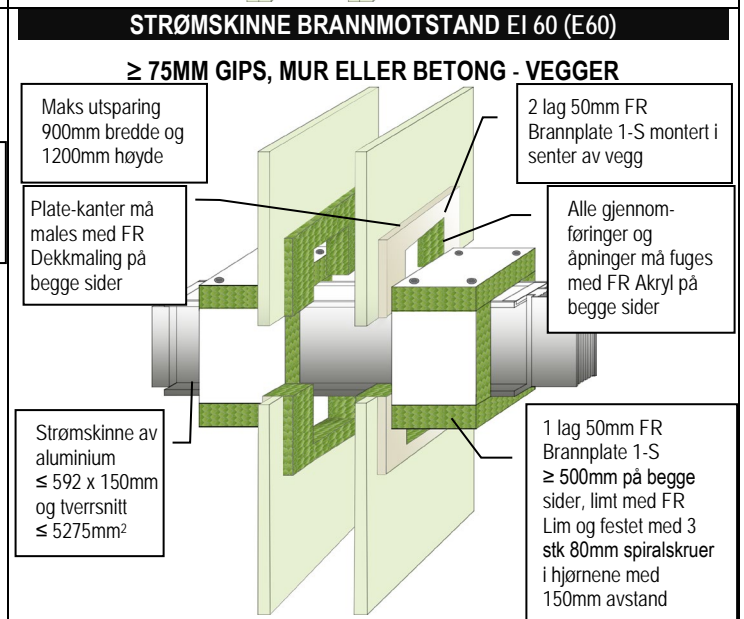 STRØMSKINNE BRANNMOTSTAND EI 60 (E60)
≥ 75MM GIPS, MUR ELLER BETONG - VEGGER
Maks utsparing
900mm bredde og
1200mm høyde
2 lag 50mm FR
Brannplate 1-S montert i
senter av vegg
Plate-kanter må
males med FR
Dekkmaling på
begge sider
Alle gjennom-
føringer og
åpninger må fuges
med FR Akryl på
begge sider
Strømskinne av
aluminium
≤ 592 x 150mm
og tverrsnitt
≤ 5275mm²
1 lag 50mm FR
Brannplate 1-S
≥ 500mm på begge
sider, limt med FR
Lim og festet med 3
stk 80mm spiralskruer
i hjørnene med
150mm avstand